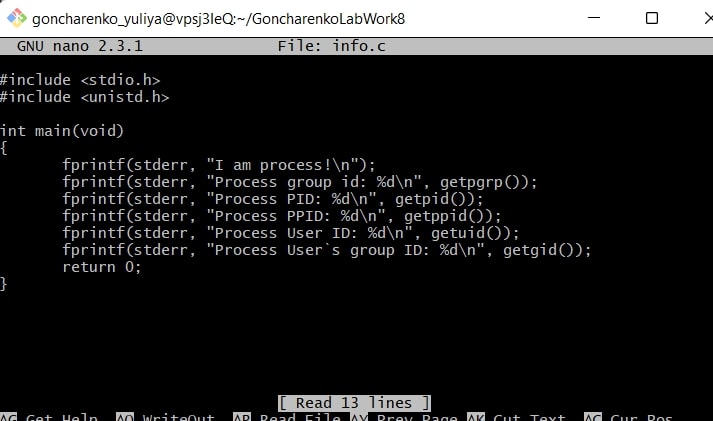 goncharenko_yuliya@vpsj3IeQ:~/GoncharenkoLabWork8
GNU nano 2.3.1 File: info.c
#include <stdio.h>
#include <unistd.h>
int main(void)
{
fprintf(stderr, "I am process!\n");
fprintf(stderr, "Process group id: %d\n", getpgrp());
fprintf(stderr, "Process PID: %d\n", getpid());
fprintf(stderr, "Process PPID: %d\n", getppid());
fprintf(stderr, "Process User ID: %d\n", getuid());
fprintf(stderr, "Process User`s group ID: %d\n", getgid());
return 0;
}
[ Read 13 lines ]
^G Get Help ^O WriteOut ^R Read File ^Y Prev Page ^K Cut Text ^C Cur Pos